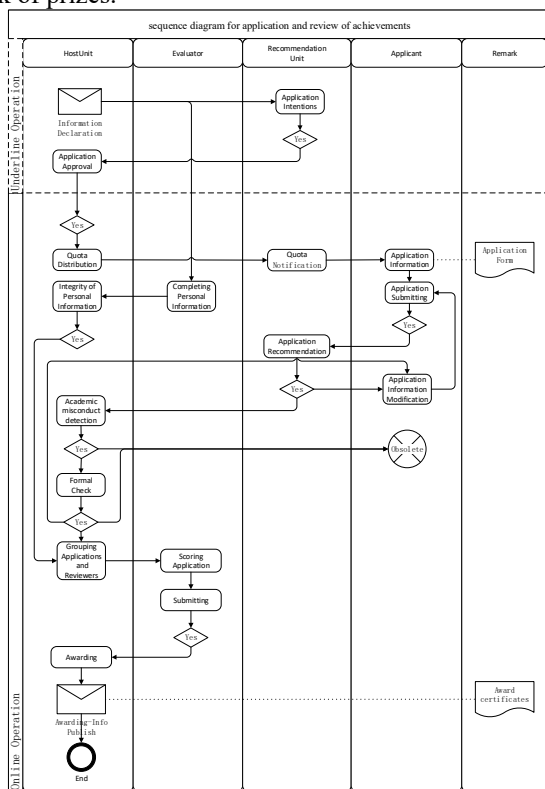 k of prizes.
sequence diagram for application and review of achievements
HostUnit
Evaluator
Recommendation
Unit
Applicant
Remark
Underline Operation
Information
Declaration
Application
Intentions
Yes
Application
Approval
Online Operation
Yes
Quota
Distribution
Quota
Notification
Application
Information
Application
Form
Integrity of
Personal
Information
Completing
Personal
Information
Application
Submitting
Yes
Yes
Application
Recommendation
Yes
Application
Information
Modification
Academic
misconduct
detection
Yes
Obsolete
Formal
Check
Yes
Grouping
Applications
and
Reviewers
Scoring
Application
Submitting
Yes
Awarding
Awarding-Info
Publish
Award
certificates
End